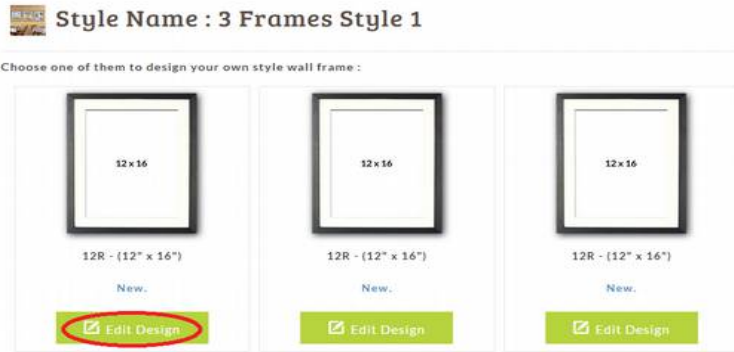 Style Name : 3 Frames Style 1
Choose one of them to design your own style wall frame :
12 x 16
12 x 16
12 x 16
12R - (12" x 16")
12R - (12" x 16")
12R - (12" x 16")
New.
New.
New.
Edit Design
Edit Design
Edit Design